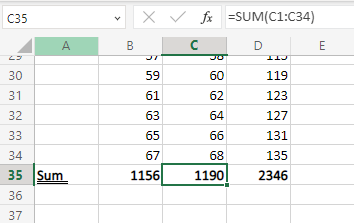 C35 fx =SUM(C1:C34)
A B C D E
29 57 58 115
30 59 60 119
31 61 62 123
32 63 64 127
33 65 66 131
34 67 68 135
35 Sum 1156 1190 2346
36
37